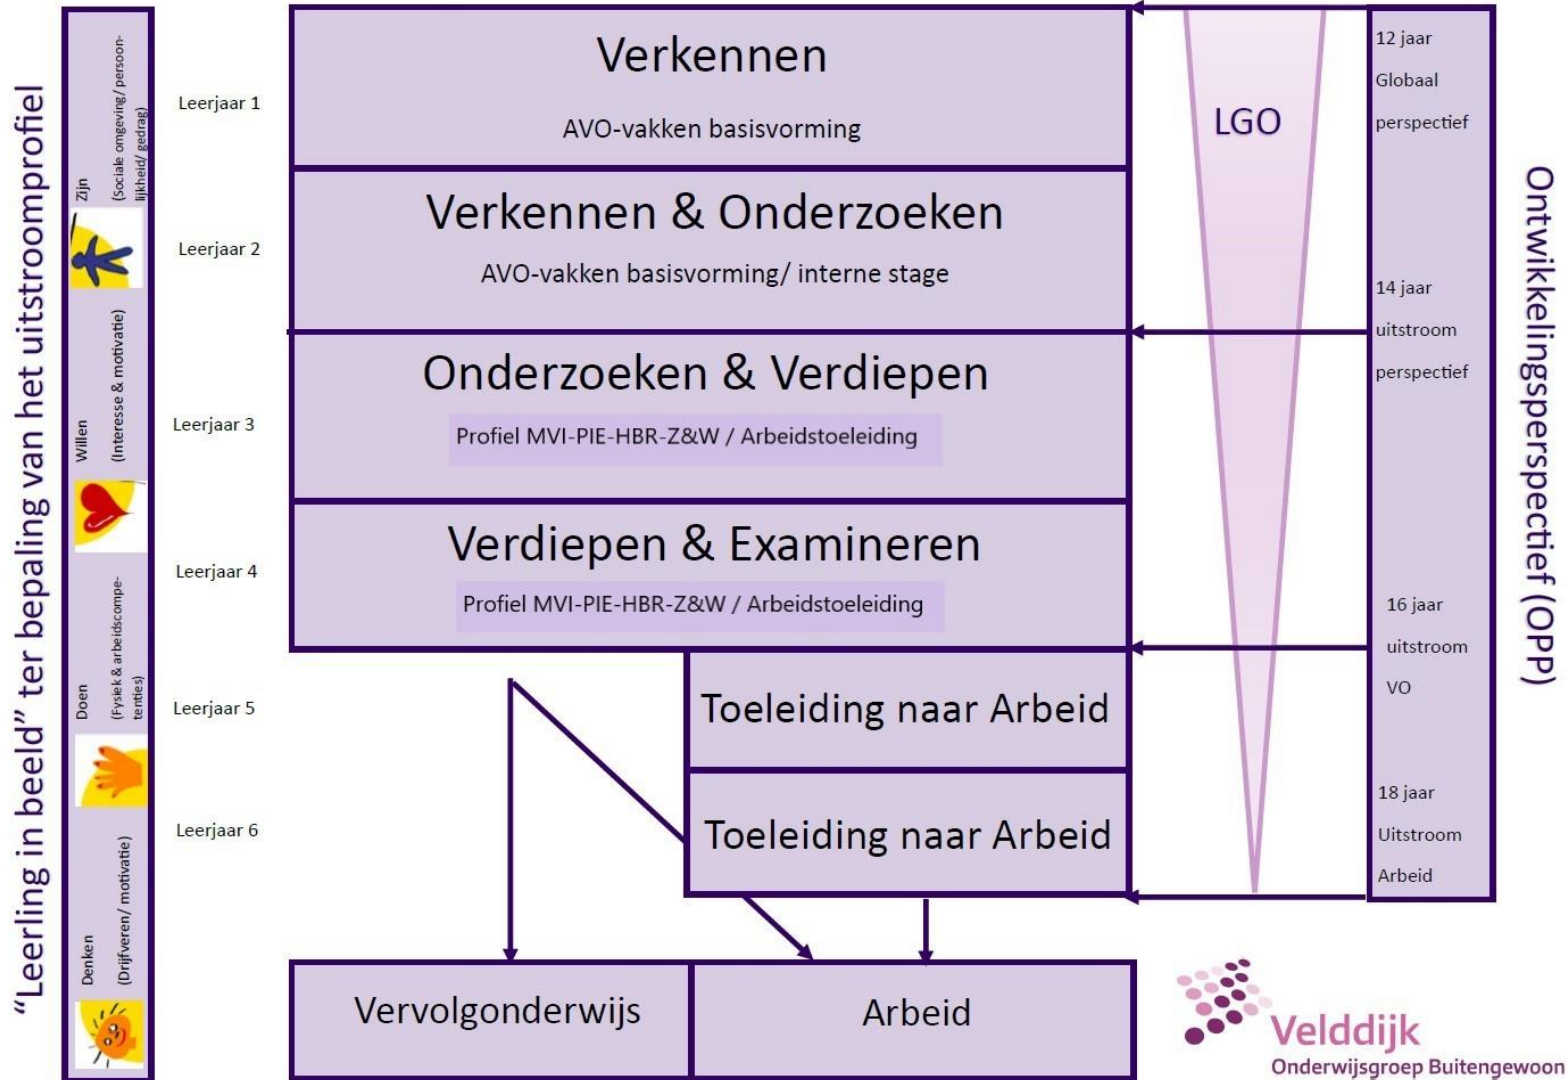 “Leerling in beeld” ter bepaling van het uitstroomprofiel
Zijn
(Sociale omgeving/ persoon-
lijkheid/ gedrag)
Willen
(Interesse & motivatie)
Doen
(Fysiek & arbeidscompe-
tenties)
Denken
(Drijfveren/ motivatie)
Leerjaar 1
Leerjaar 2
Leerjaar 3
Leerjaar 4
Leerjaar 5
Leerjaar 6
Verkennen
AVO-vakken basisvorming
Verkennen & Onderzoeken
AVO-vakken basisvorming/ interne stage
Onderzoeken & Verdiepen
Profiel MVI-PIE-HBR-Z&W / Arbeidstoeleiding
Verdiepen & Examineren
Profiel MVI-PIE-HBR-Z&W / Arbeidstoeleiding
Toeleiding naar Arbeid
Toeleiding naar Arbeid
Vervolgonderwijs
Arbeid
LGO
12 jaar
Globaal
perspectief
14 jaar
uitstroom
perspectief
16 jaar
uitstroom
VO
18 jaar
Uitstroom
Arbeid
Ontwikkelingsperspectief (OPP)
Velddijk
Onderwijsgroep Buitengewoon